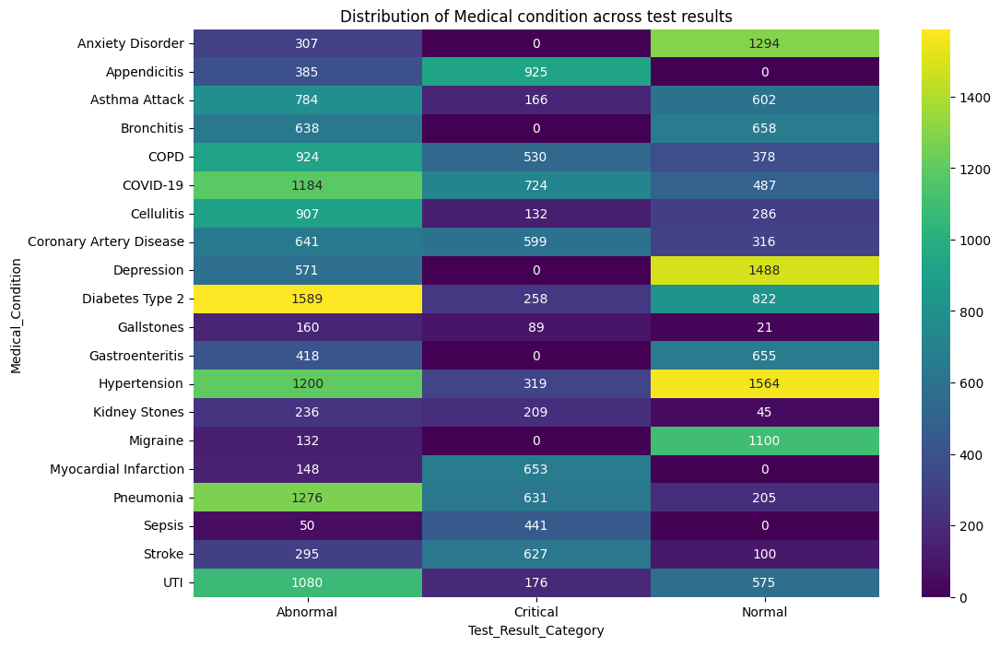 Distribution of Medical condition across test results
Medical_Condition
Anxiety Disorder 307 0 1294
Appendicitis 385 925 0
Asthma Attack 784 166 602
Bronchitis 638 0 658
COPD 924 530 378
COVID-19 1184 724 487
Cellulitis 907 132 286
Coronary Artery Disease 641 599 316
Depression 571 0 1488
Diabetes Type 2 1589 258 822
Gallstones 160 89 21
Gastroenteritis 418 0 655
Hypertension 1200 319 1564
Kidney Stones 236 209 45
Migraine 132 0 1100
Myocardial Infarction 148 653 0
Pneumonia 1276 631 205
Sepsis 50 441 0
Stroke 295 627 100
UTI 1080 176 575
Abnormal Critical Normal
Test_Result_Category
1400
1200
1000
800
600
400
200
0